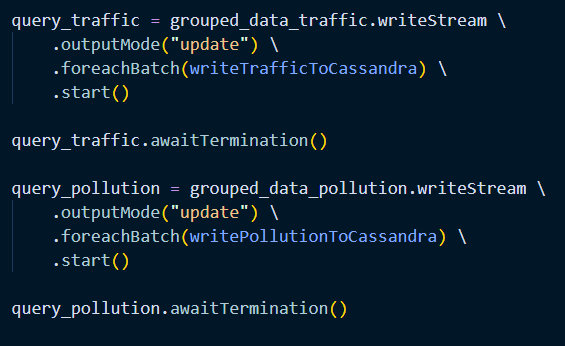 query_traffic = grouped_data_traffic.writeStream \
    .outputMode("update") \
    .foreachBatch(writeTrafficToCassandra) \
    .start()

query_traffic.awaitTermination()

query_pollution = grouped_data_pollution.writeStream \
    .outputMode("update") \
    .foreachBatch(writePollutionToCassandra) \
    .start()

query_pollution.awaitTermination()